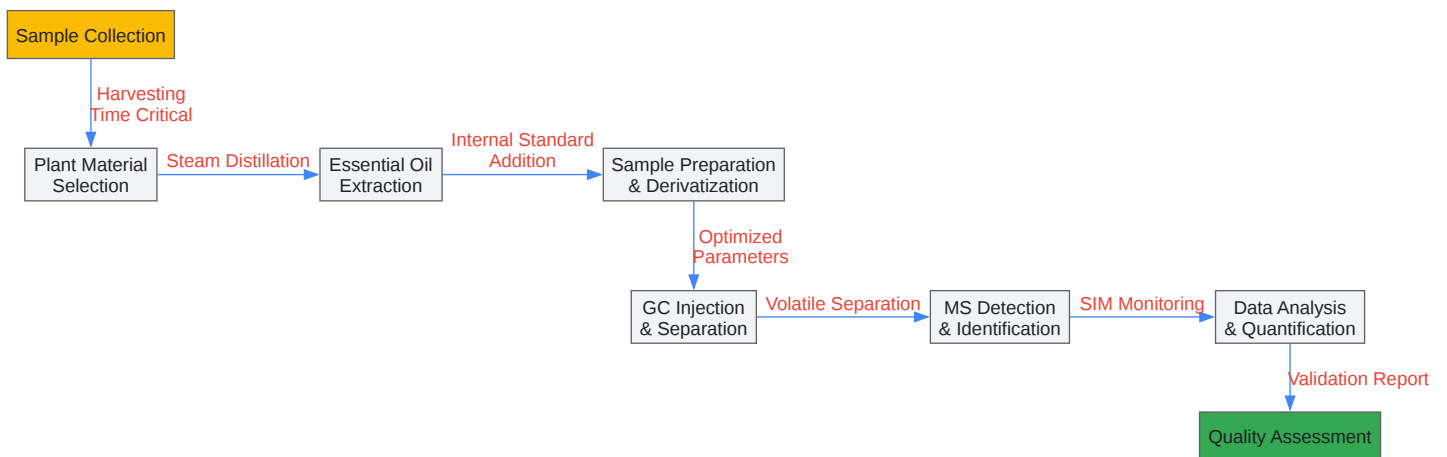 Sample Collection
Harvesting
Time Critical
Plant Material
Selection
Steam Distillation
Essential Oil
Extraction
Internal Standard
Addition
Sample Preparation
& Derivatization
Optimized
Parameters
GC Injection
& Separation
Volatile Separation
MS Detection
& Identification
SIM Monitoring
Data Analysis
& Quantification
Validation Report
Quality Assessment